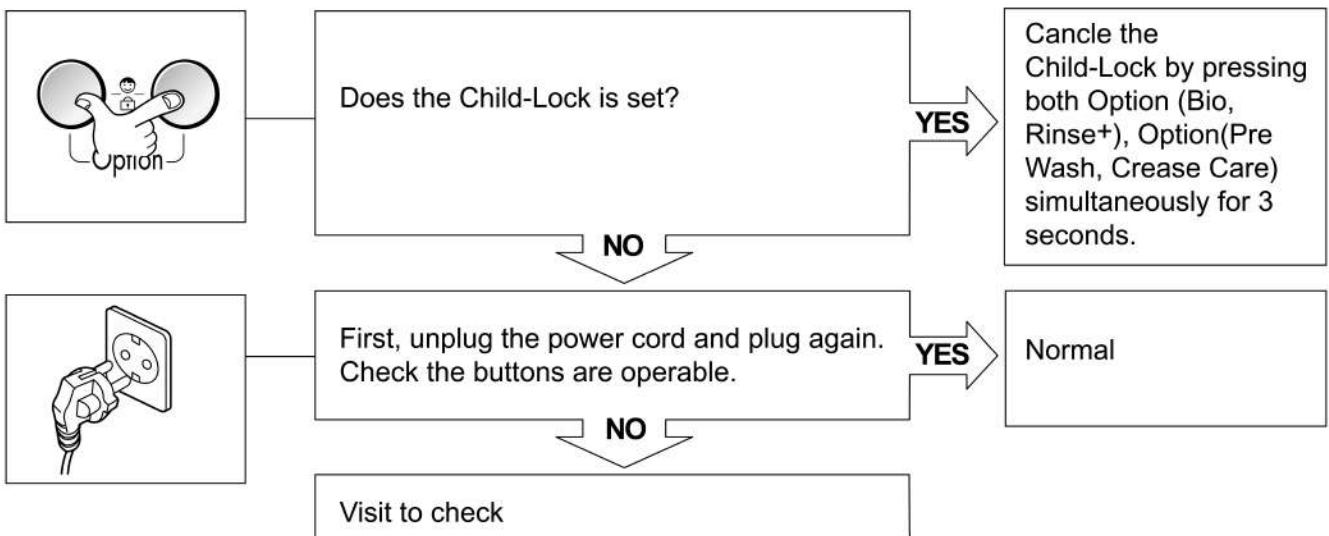 Option
Does the Child-Lock is set?
YES
Cancle the
Child-Lock by pressing
both Option (Bio,
Rinse+), Option(Pre
Wash, Crease Care)
simultaneously for 3
seconds.
NO
First, unplug the power cord and plug again.
Check the buttons are operable.
YES
Normal
NO
Visit to check